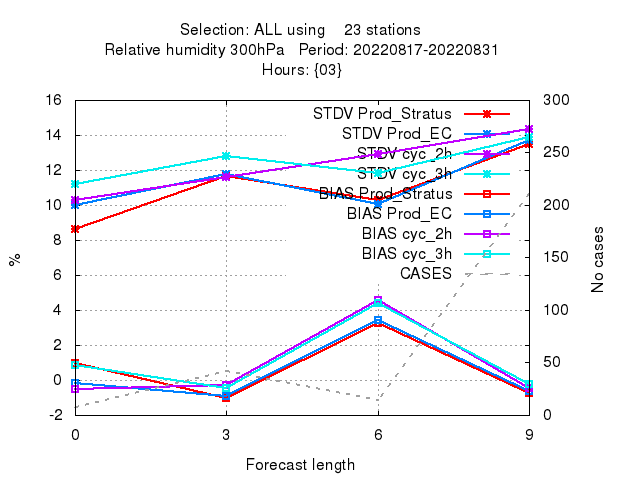 Selection: ALL using 23 stations
Relative humidity 300hPa Period: 20220817-20220831
Hours: {03}
16
14
12
10
8
6
4
2
0
-2
%
0
3
6
9
Forecast length
300
250
200
150
100
50
0
No cases
STDV Prod_Stratus
STDV Prod_EC
STDV cyc_2h
STDV cyc_3h
BIAS Prod_Stratus
BIAS Prod_EC
BIAS cyc_2h
BIAS cyc_3h
CASES